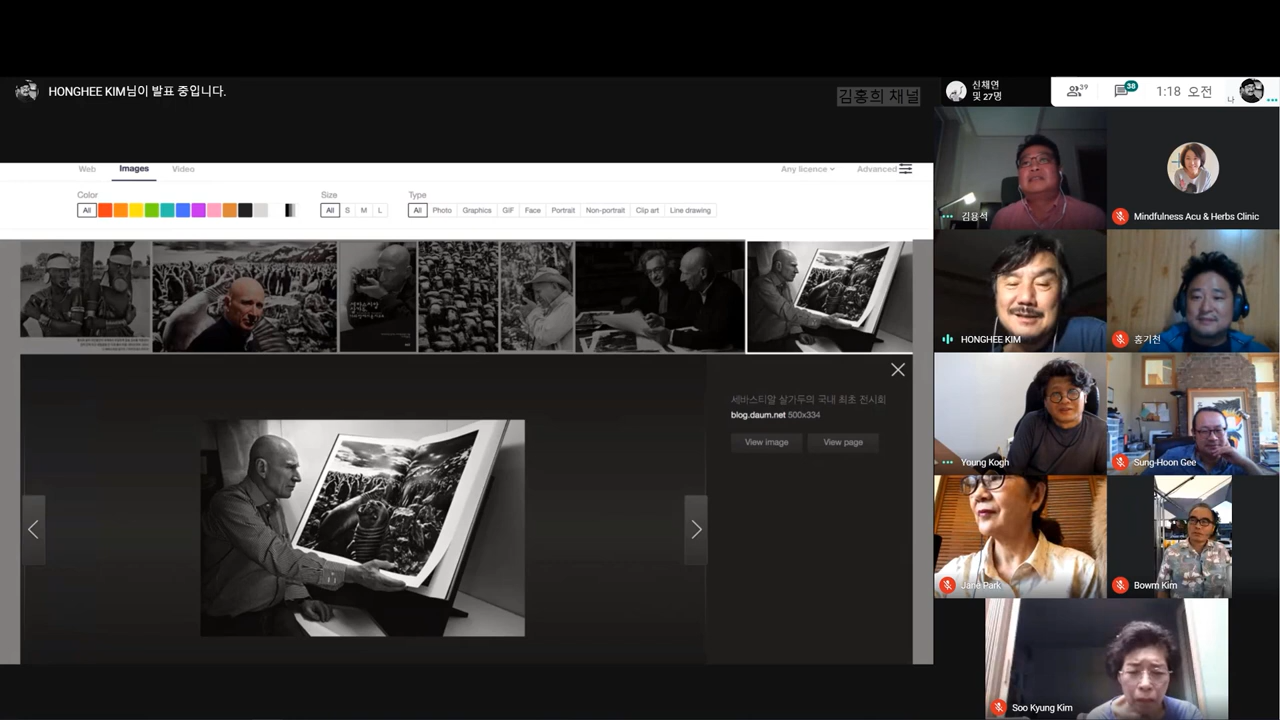 HONGHEE KIM님이 발표 중입니다.
김홍희 채널
신채연
및 27명
39
38
1:18 오전
나
Web Images Video
Any licence Advanced
Color Size Type
All
All S M L
All Photo Graphics GIF Face Portrait Non-portrait Clip art Line drawing
세바스티앙 살가두의 국내 최초 전시회
blog.daum.net 500x334
View image View page
김용석
Mindfulness Acu & Herbs Clinic
HONGHEE KIM
홍기천
Young Kogh
Sung-Hoon Gee
Jane Park
Bowm Kim
Soo Kyung Kim